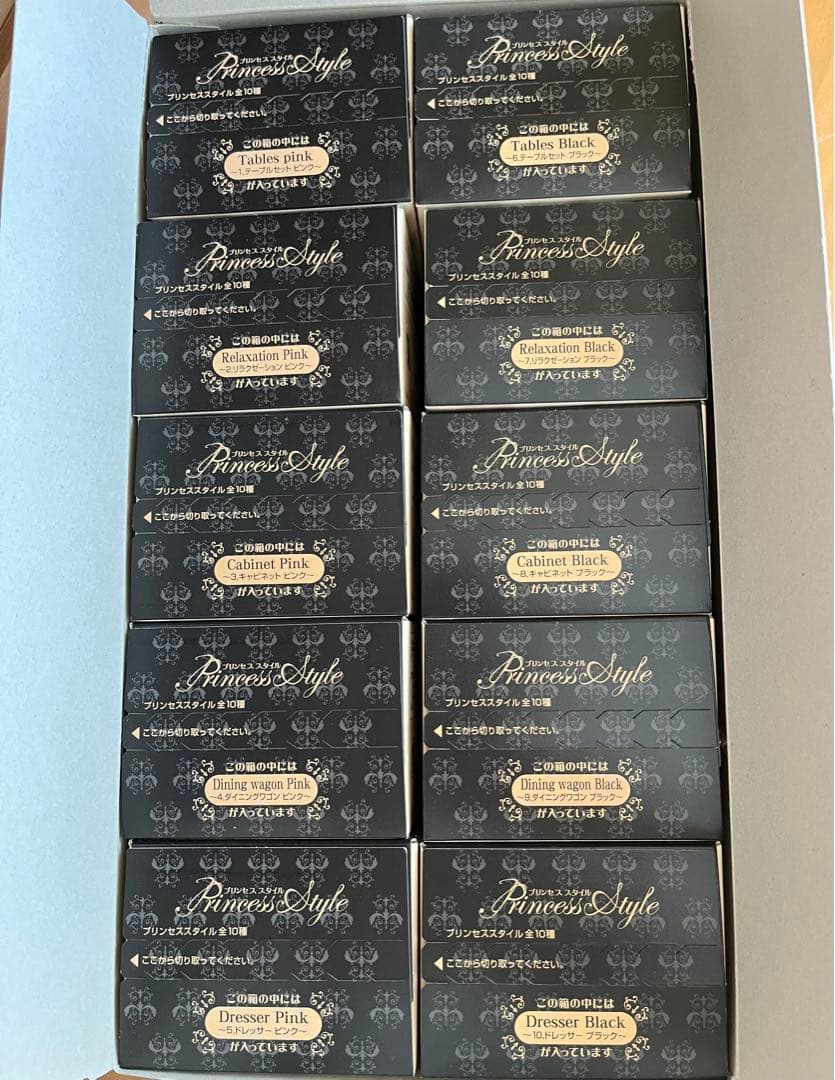 プリンセス スタイル
Princess Style
プリンセススタイル 全10種
ここから切り取ってください。
この箱の中には
Tables pink
～1.テーブルセット ピンク～
が入っています
プリンセス スタイル
Princess Style
プリンセススタイル 全10種
ここから切り取ってください。
この箱の中には
Tables Black
～6.テーブルセット ブラック～
が入っています
プリンセス スタイル
Princess Style
プリンセススタイル 全10種
ここから切り取ってください。
この箱の中には
Relaxation Pink
～2.リラクゼーション ピンク～
が入っています
プリンセス スタイル
Princess Style
プリンセススタイル 全10種
ここから切り取ってください。
この箱の中には
Relaxation Black
～7.リラクゼーション ブラック～
が入っています
プリンセス スタイル
Princess Style
プリンセススタイル 全10種
ここから切り取ってください。
この箱の中には
Cabinet Pink
～3.キャビネット ピンク～
が入っています
プリンセス スタイル
Princess Style
プリンセススタイル 全10種
ここから切り取ってください。
この箱の中には
Cabinet Black
～8.キャビネット ブラック～
が入っています
プリンセス スタイル
Princess Style
プリンセススタイル 全10種
ここから切り取ってください。
この箱の中には
Dining wagon Pink
～4.ダイニングワゴン ピンク～
が入っています
プリンセス スタイル
Princess Style
プリンセススタイル 全10種
ここから切り取ってください。
この箱の中には
Dining wagon Black
～9.ダイニングワゴン ブラック～
が入っています
プリンセス スタイル
Princess Style
プリンセススタイル 全10種
ここから切り取ってください。
この箱の中には
Dresser Pink
～5.ドレッサー ピンク～
が入っています
プリンセス スタイル
Princess Style
プリンセススタイル 全10種
ここから切り取ってください。
この箱の中には
Dresser Black
～10.ドレッサー ブラック～
が入っています